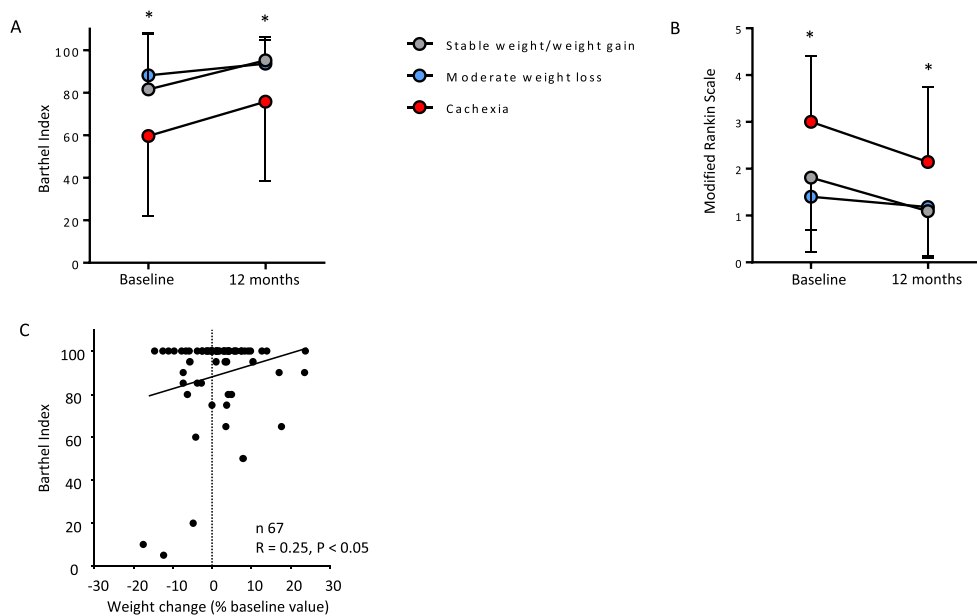 A
*
*
100
80
60
40
20
0
Barthel Index
Baseline
12 months
Stable weight/weight gain
Moderate weight loss
Cachexia
B
*
*
5
4
3
2
1
0
Modified Rankin Scale
Baseline
12 months
C
100
80
60
40
20
0
Barthel Index
n 67
R = 0.25, P < 0.05
-30
-20
-10
0
10
20
30
Weight change (% baseline value)